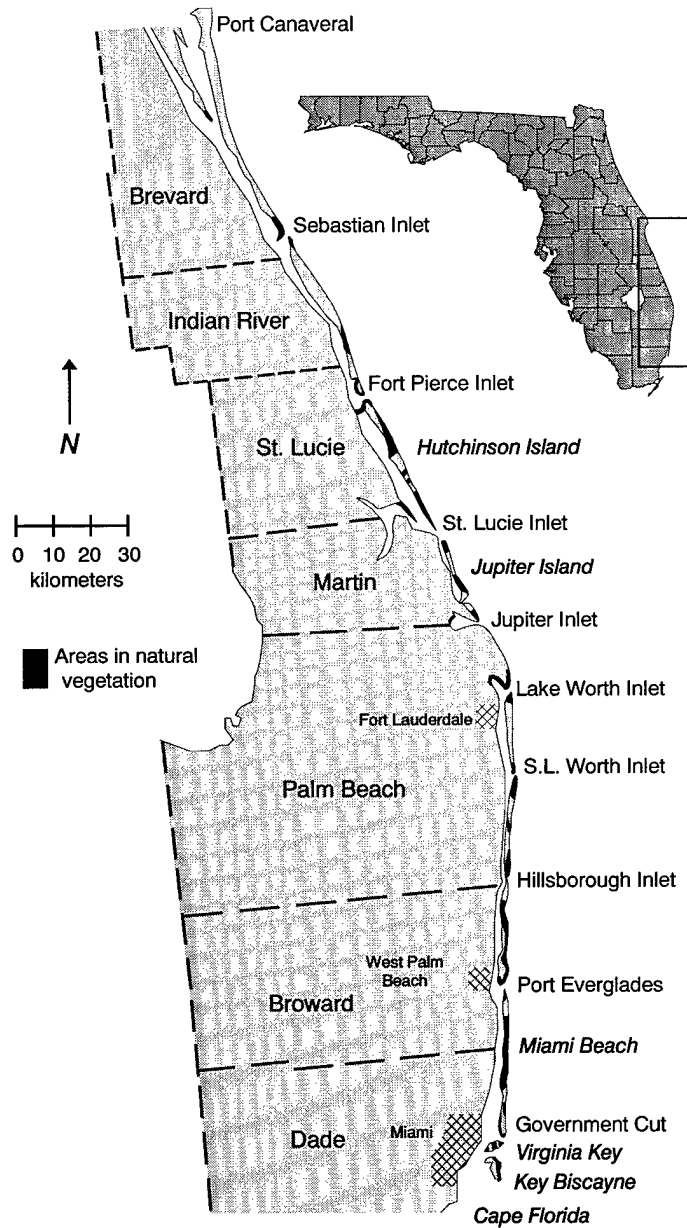 Port Canaveral
Brevard
Sebastian Inlet
Indian River
Fort Pierce Inlet
N
St. Lucie
Hutchinson Island
St. Lucie Inlet
0 10 20 30
kilometers
Martin
Jupiter Island
Jupiter Inlet
Areas in natural
vegetation
Lake Worth Inlet
Fort Lauderdale
S.L. Worth Inlet
Palm Beach
Hillsborough Inlet
West Palm
Beach
Port Everglades
Broward
Miami Beach
Government Cut
Dade
Miami
Virginia Key
Key Biscayne
Cape Florida